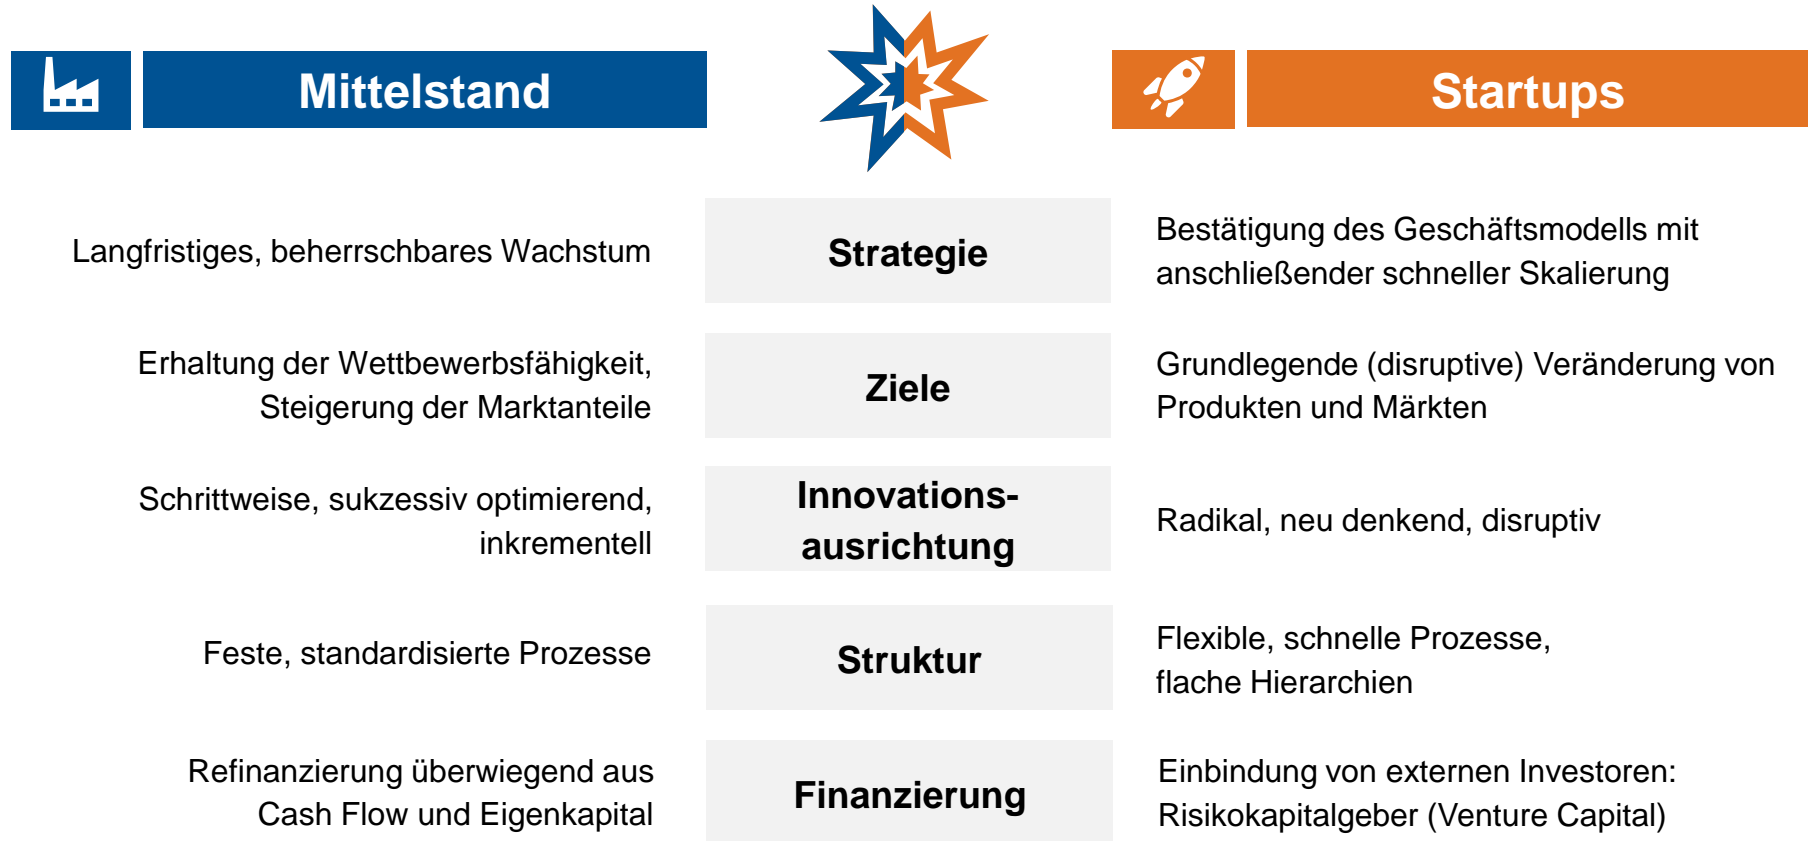 Mittelstand
Startups
Langfristiges, beherrschbares Wachstum
Strategie
Bestätigung des Geschäftsmodells mit
anschließender schneller Skalierung
Erhaltung der Wettbewerbsfähigkeit,
Steigerung der Marktanteile
Ziele
Grundlegende (disruptive) Veränderung von
Produkten und Märkten
Schrittweise, sukzessiv optimierend,
inkrementell
Innovations-
ausrichtung
Radikal, neu denkend, disruptiv
Feste, standardisierte Prozesse
Struktur
Flexible, schnelle Prozesse,
flache Hierarchien
Refinanzierung überwiegend aus
Cash Flow und Eigenkapital
Finanzierung
Einbindung von externen Investoren:
Risikokapitalgeber (Venture Capital)